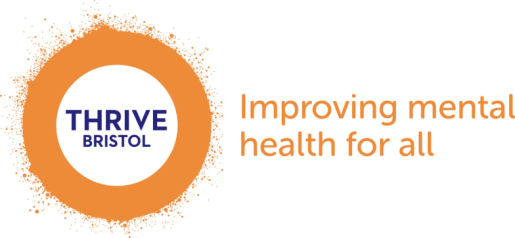 THRIVE
BRISTOL
Improving mental
health for all